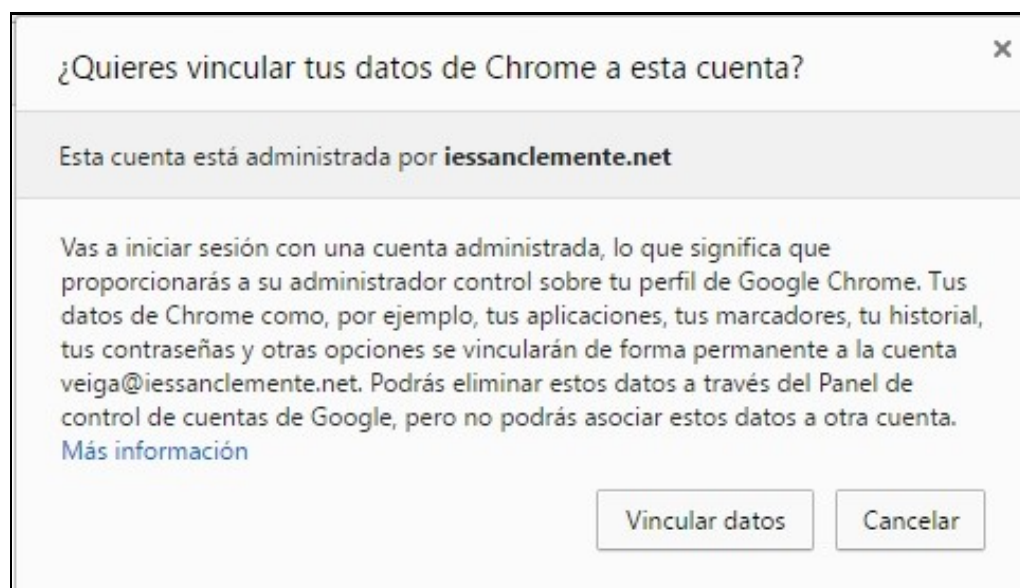 ¿Quieres vincular tus datos de Chrome a esta cuenta?
Esta cuenta está administrada por iessanclemente.net
Vas a iniciar sesión con una cuenta administrada, lo que significa que
proporcionarás a su administrador control sobre tu perfil de Google Chrome. Tus
datos de Chrome como, por ejemplo, tus aplicaciones, tus marcadores, tu historial,
tus contraseñas y otras opciones se vincularán de forma permanente a la cuenta
veiga@iessanclemente.net. Podrás eliminar estos datos a través del Panel de
control de cuentas de Google, pero no podrás asociar estos datos a otra cuenta.
Más información
Vincular datos Cancelar